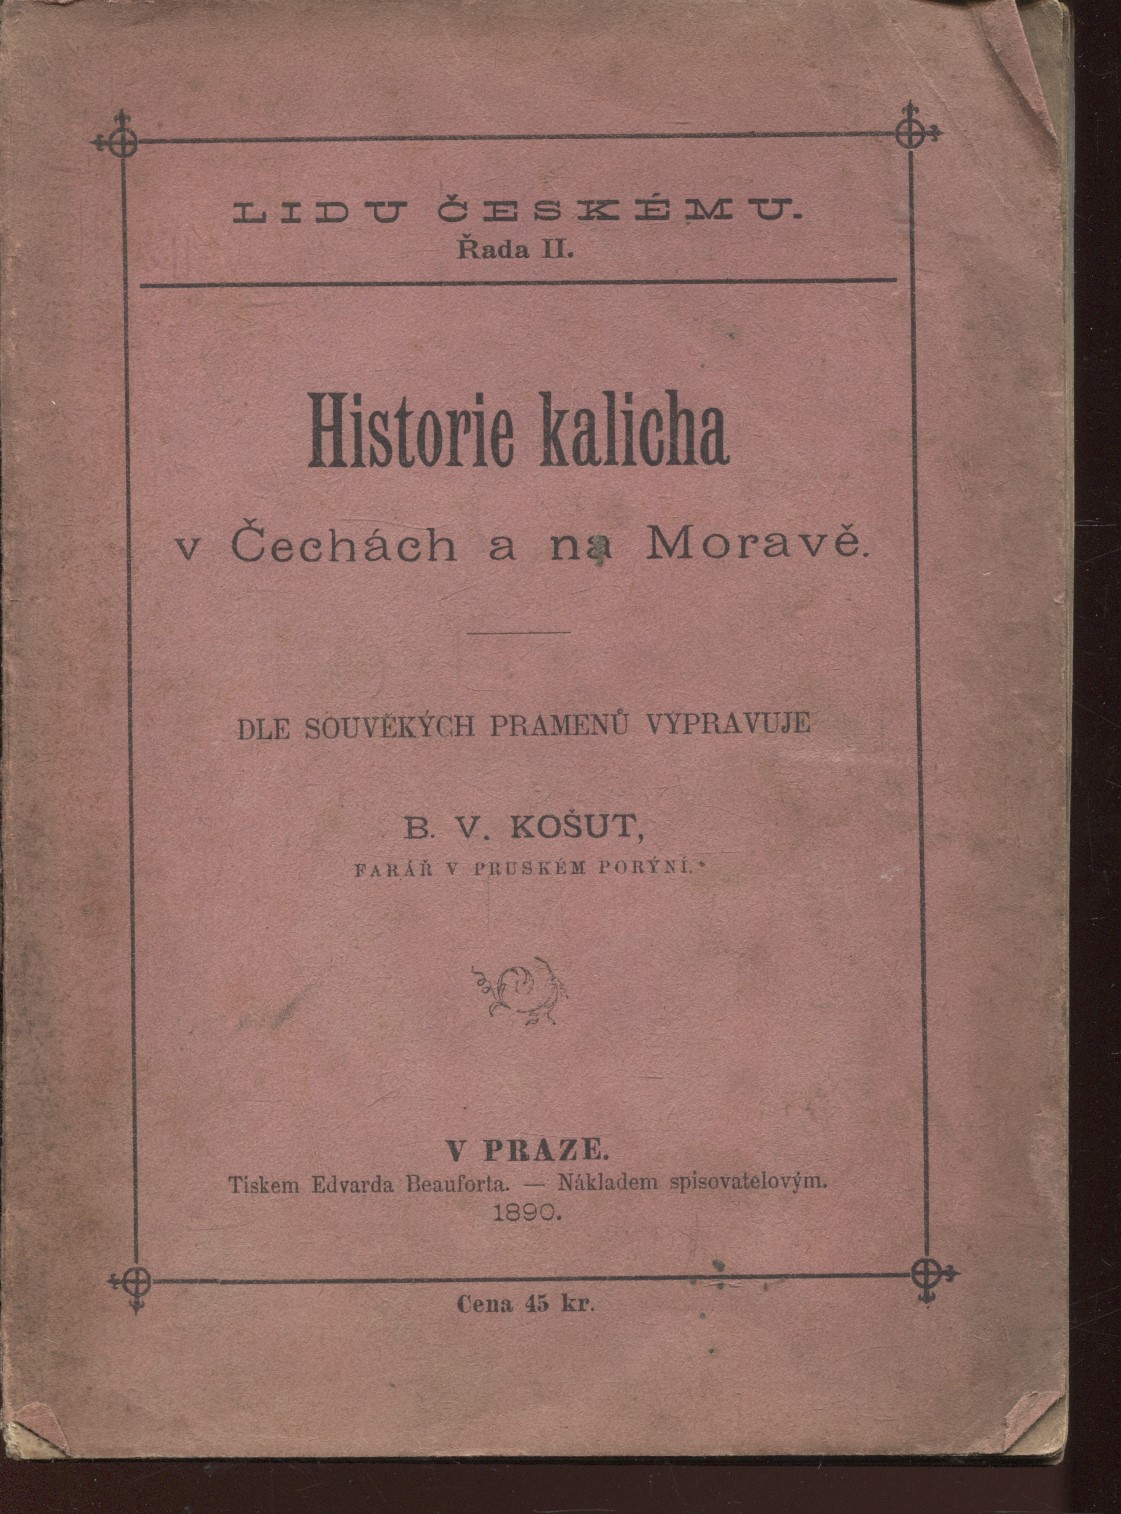 LIDU ČESKÉMU.
Řada II.
Historie kalicha
v Čechách a na Moravě.
DLE SOUVĚKÝCH PRAMENŮ VYPRAVUJE
B. V. KOŠUT,
FARÁŘ V PRUSKÉM PORÝNÍ.
V PRAZE.
Tiskem Edvarda Beauforta. — Nákladem spisovatelovým.
1890.
Cena 45 kr.